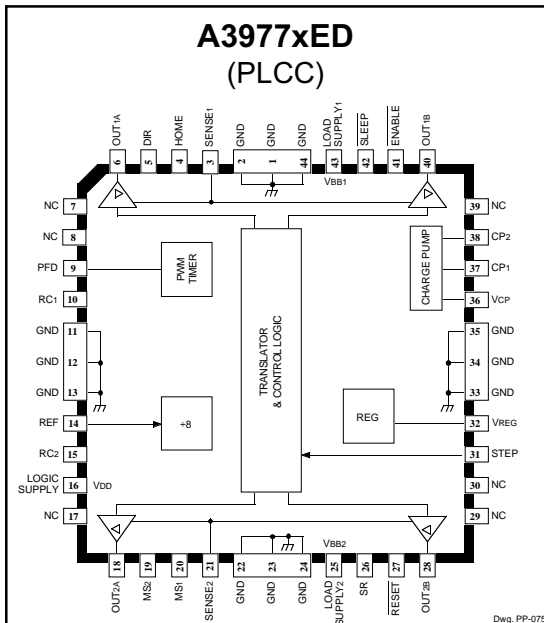 A3977xED
(PLCC)
OUT1A
DIR
HOME
SENSE1
GND
GND
GND
LOAD
SUPPLY1
SLEEP
ENABLE
OUT1B
6
5
4
3
2
1
44
43
42
41
40
VBB1
NC 7
NC 8
PFD 9
RC1 10
GND 11
GND 12
GND 13
REF 14
RC2 15
LOGIC
SUPPLY 16 VDD
NC 17
PWM
TIMER
÷8
TRANSLATOR
& CONTROL LOGIC
CHARGE PUMP
REG
39 NC
38 CP2
37 CP1
36 VCP
35 GND
34 GND
33 GND
32 VREG
31 STEP
30 NC
29 NC
VBB2
18
19
20
21
22
23
24
25
26
27
28
OUT2A
MS2
MS1
SENSE2
GND
GND
GND
LOAD
SUPPLY2
SR
RESET
OUT2B
Dwg. PP-075